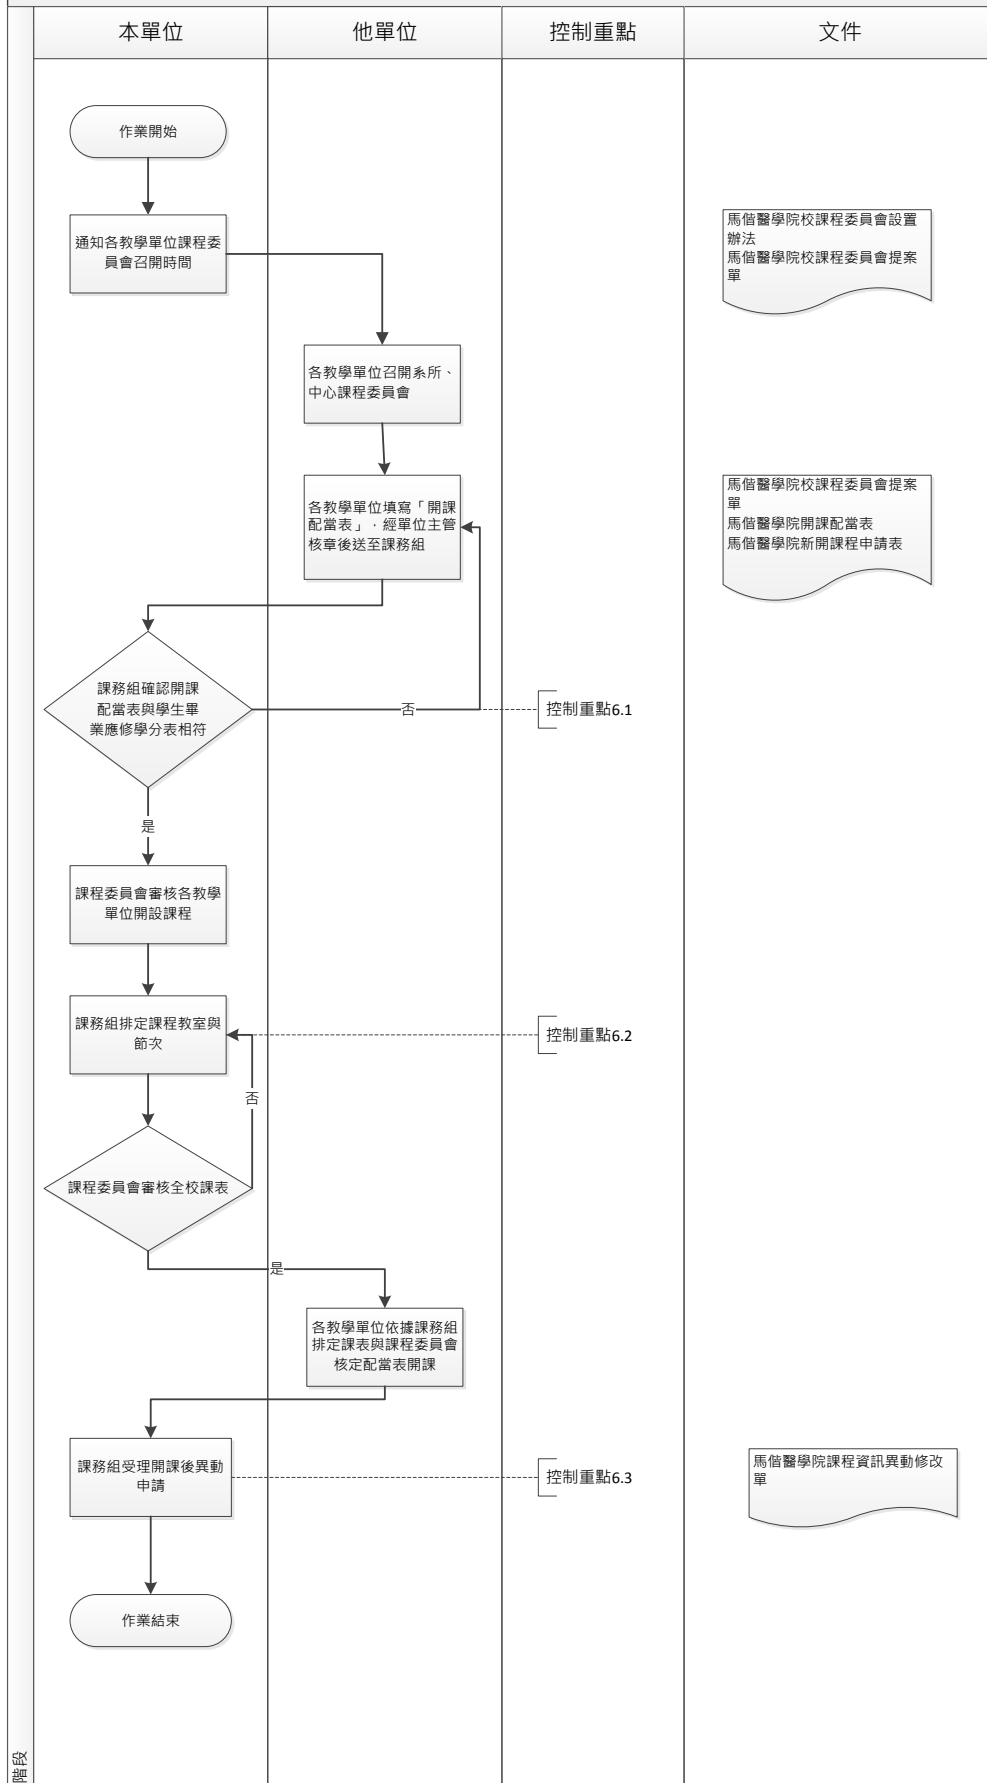 本單位
他單位
控制重點
文件
作業開始
通知各教學單位課程委
員會召開時間
馬偕醫學院校課程委員會設置
辦法
馬偕醫學院校課程委員會提案
單
各教學單位召開系所、
中心課程委員會
各教學單位填寫「開課
配當表」，經單位主管
核章後送至課務組
馬偕醫學院校課程委員會提案
單
馬偕醫學院開課配當表
馬偕醫學院新開課程申請表
課務組確認開課
配當表與學生畢
業應修學分表相符
否
控制重點6.1
是
課程委員會審核各教學
單位開設課程
課務組排定課程教室與
節次
控制重點6.2
否
課程委員會審核全校課表
是
各教學單位依據課務組
排定課表與課程委員會
核定配當表開課
課務組受理開課後異動
申請
控制重點6.3
馬偕醫學院課程資訊異動修改
單
作業結束
階段